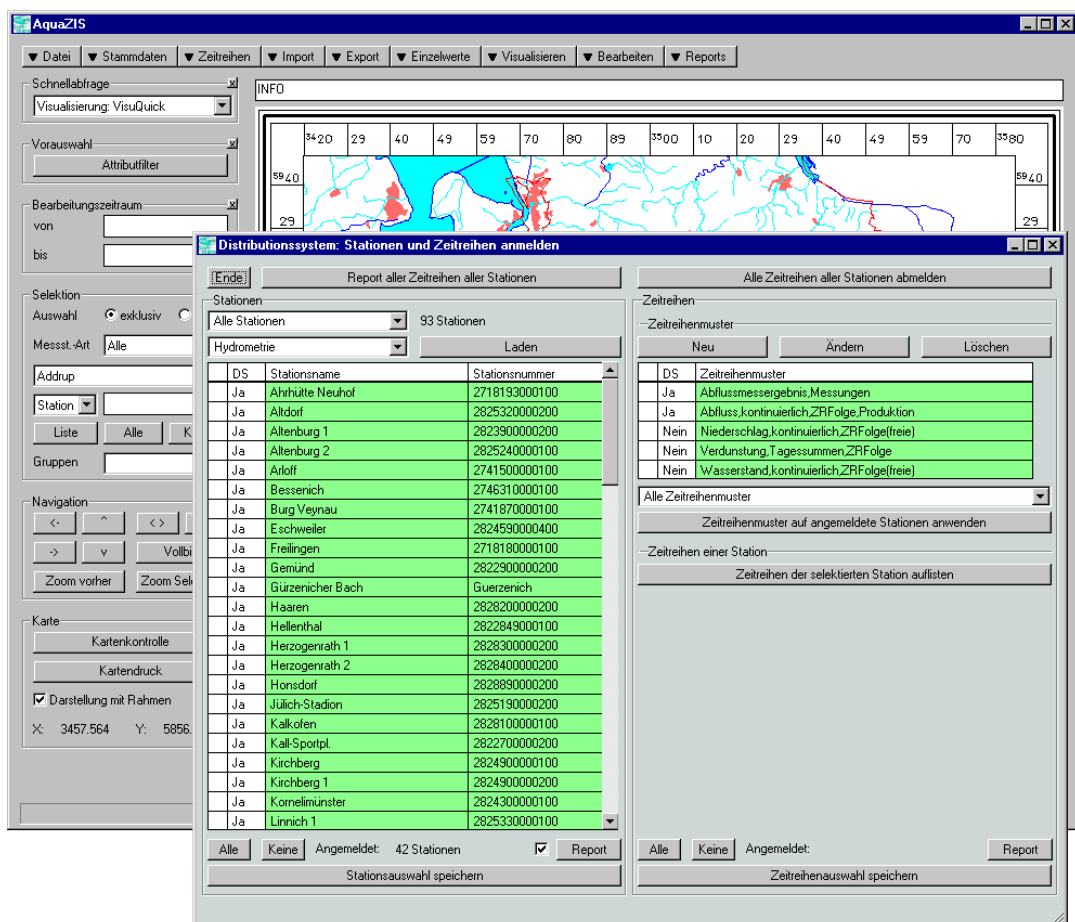 AquaZIS
▼ Datei ▼ Stammdaten ▼ Zeitreihen ▼ Import ▼ Export ▼ Einzelwerte ▼ Visualisieren ▼ Bearbeiten ▼ Reports
Schnellabfrage
Visualisierung: VisuQuick
Vorauswahl
Attributfilter
Bearbeitungszeitraum
von
bis
Selektion
Auswahl exklusiv
Messst.-Art Alle
Addrup
Station
Liste Alle K
Gruppen
Navigation
<- ^ <>
-> v Vollbi
Zoom vorher Zoom Sel
Karte
Kartenkontrolle
Kartendruck
Darstellung mit Rahmen
X: 3457.564 Y: 5856.
INFO
3420 29 40 49 59 70 80 89 3500 10 20 29 40 49 59 70 3580
5940 5940
29 29
Distributionssystem: Stationen und Zeitreihen anmelden
Ende Report aller Zeitreihen aller Stationen Alle Zeitreihen aller Stationen abmelden
Stationen
Alle Stationen 93 Stationen
Hydrometrie Laden
DS Stationsname Stationsnummer
Ja Ahrhütte Neuhof 2718193000100
Ja Altdorf 2825320000200
Ja Altenburg 1 2823900000200
Ja Altenburg 2 2825240000100
Ja Arloff 2741500000100
Ja Bessenich 2746310000100
Ja Burg Veynau 2741870000100
Ja Eschweiler 2824590000400
Ja Freilingen 2718180000100
Ja Gemünd 2822900000200
Ja Gürzenicher Bach Guerzenich
Ja Haaren 2828200000200
Ja Hellenthal 2822849000100
Ja Herzogenrath 1 2828300000200
Ja Herzogenrath 2 2828400000200
Ja Honsdorf 2828890000200
Ja Jülich-Stadion 2825190000200
Ja Kalkofen 2828100000100
Ja Kall-Sportpl. 2822700000200
Ja Kirchberg 2824900000100
Ja Kirchberg 1 2824900000200
Ja Kornelimünster 2824300000100
Ja Linnich 1 2825330000100
Alle Keine Angemeldet: 42 Stationen Report
Stationsauswahl speichern
Zeitreihen
Zeitreihenmuster
Neu Ändern Löschen
DS Zeitreihenmuster
Ja Abflussmessergebnis,Messungen
Ja Abfluss,kontinuierlich,ZRFolge,Produktion
Nein Niederschlag,kontinuierlich,ZRFolge(freie)
Nein Verdunstung,Tagessummen,ZRFolge
Nein Wasserstand,kontinuierlich,ZRFolge(freie)
Alle Zeitreihenmuster
Zeitreihenmuster auf angemeldete Stationen anwenden
Zeitreihen einer Station
Zeitreihen der selektierten Station auflisten
Alle Keine Angemeldet: Report
Zeitreihenauswahl speichern